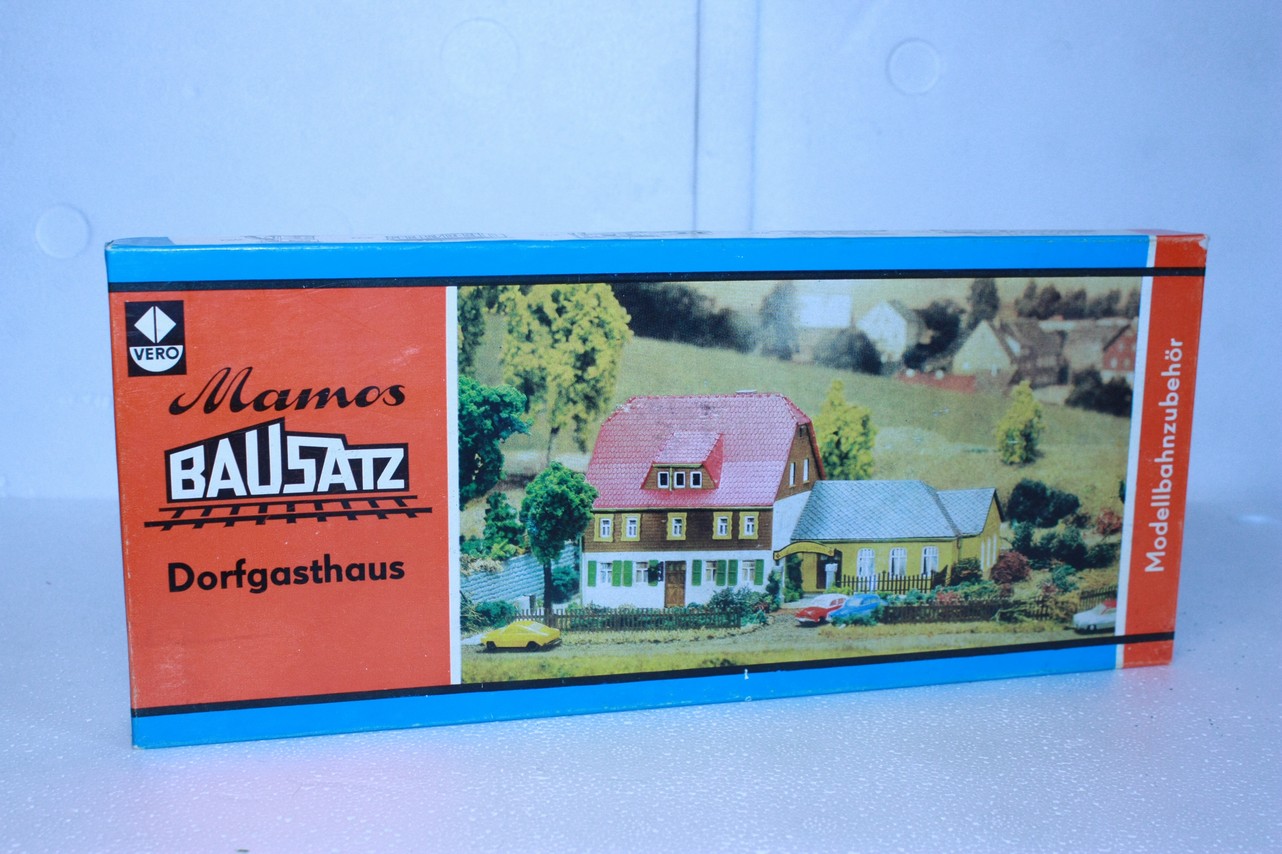 VERO
Mamos
BAUSATZ
Dorfgasthaus
Modellbahnzubehör